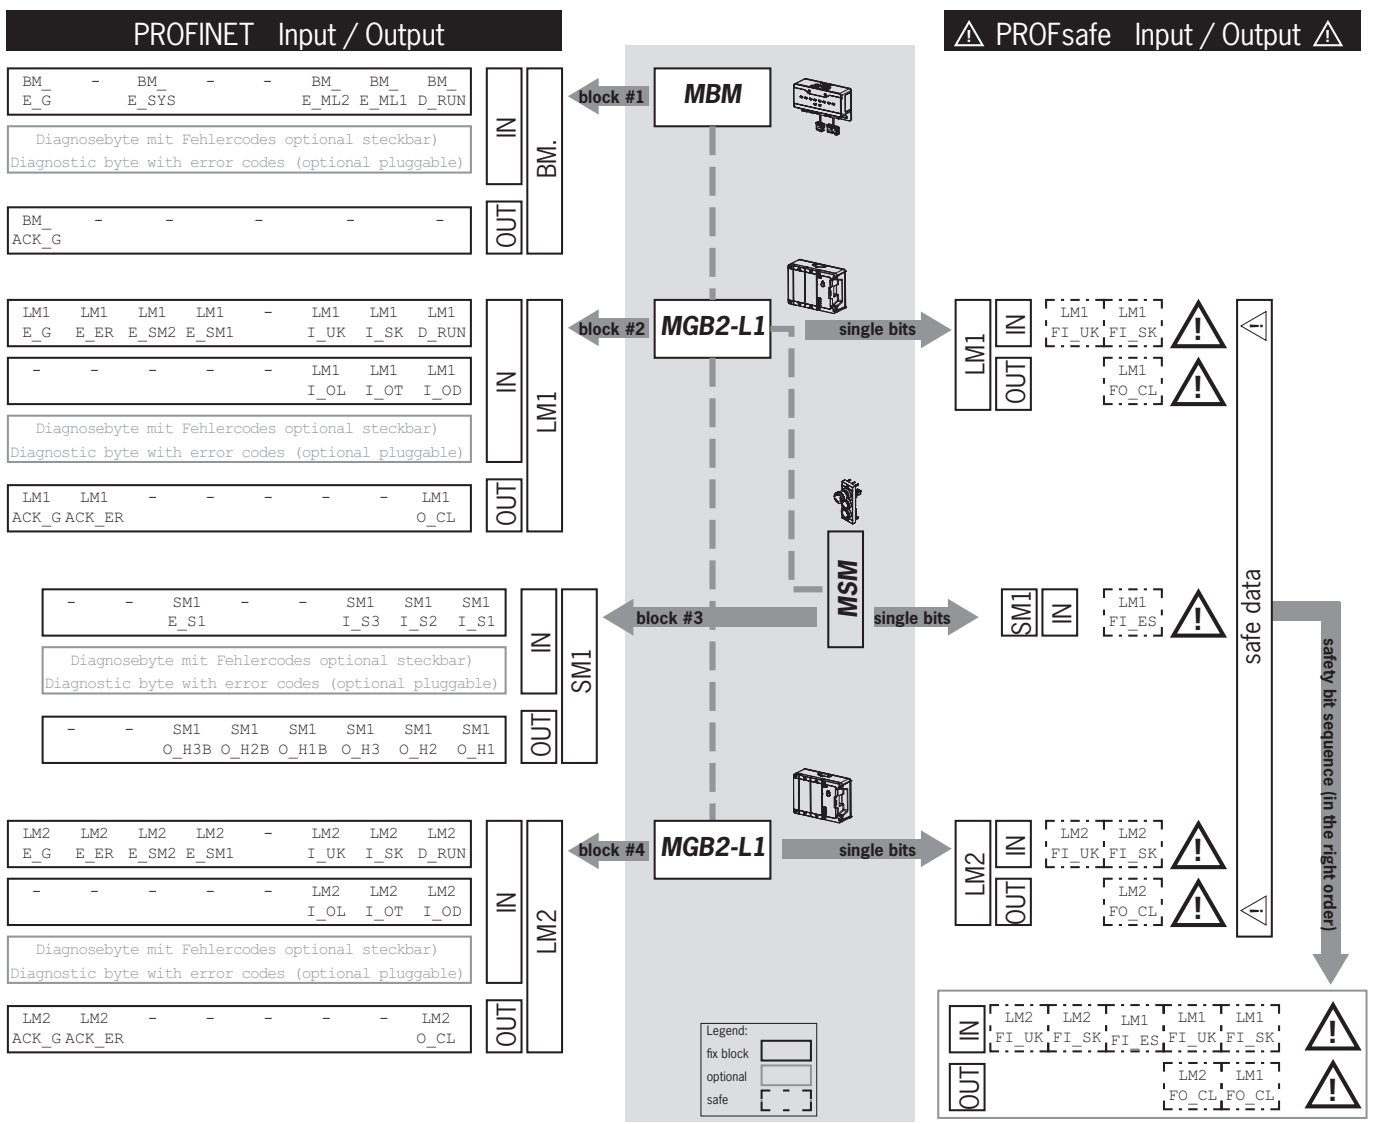 PROFINET Input / Output
⚠ PROFsafe Input / Output ⚠
BM_ - BM_ - - BM_ BM_ BM_
E_G E_SYS E_ML2 E_ML1 D_RUN
Diagnosebyte mit Fehlercodes optional steckbar)
Diagnostic byte with error codes (optional pluggable)
IN
BM_ - - - - -
ACK_G
OUT
BM.
block #1
MBM
LM1 LM1 LM1 LM1 - LM1 LM1 LM1
E_G E_ER E_SM2 E_SM1 I_UK I_SK D_RUN
- - - - - LM1 LM1 LM1
I_OL I_OT I_OD
Diagnosebyte mit Fehlercodes optional steckbar)
Diagnostic byte with error codes (optional pluggable)
IN
LM1 LM1 - - - - - LM1
ACK_G ACK_ER O_CL
OUT
LM1
block #2
MGB2-L1
single bits
LM1
IN
LM1 LM1
FI_UK FI_SK
OUT
LM1
FO_CL
- - SM1 - - SM1 SM1 SM1
E_S1 I_S3 I_S2 I_S1
Diagnosebyte mit Fehlercodes optional steckbar)
Diagnostic byte with error codes (optional pluggable)
IN
- - SM1 SM1 SM1 SM1 SM1 SM1
O_H3B O_H2B O_H1B O_H3 O_H2 O_H1
OUT
SM1
block #3
MSM
single bits
SM1
IN
LM1
FI_ES
safe data
safety bit sequence (in the right order)
LM2 LM2 LM2 LM2 - LM2 LM2 LM2
E_G E_ER E_SM2 E_SM1 I_UK I_SK D_RUN
- - - - - LM2 LM2 LM2
I_OL I_OT I_OD
Diagnosebyte mit Fehlercodes optional steckbar)
Diagnostic byte with error codes (optional pluggable)
IN
LM2 LM2 - - - - - LM2
ACK_G ACK_ER O_CL
OUT
LM2
block #4
MGB2-L1
single bits
LM2
IN
LM2 LM2
FI_UK FI_SK
OUT
LM2
FO_CL
Legend:
fix block
optional
safe
IN
LM2 LM2 LM1 LM1 LM1
FI_UK FI_SK FI_ES FI_UK FI_SK
OUT
LM2 LM1
FO_CL FO_CL